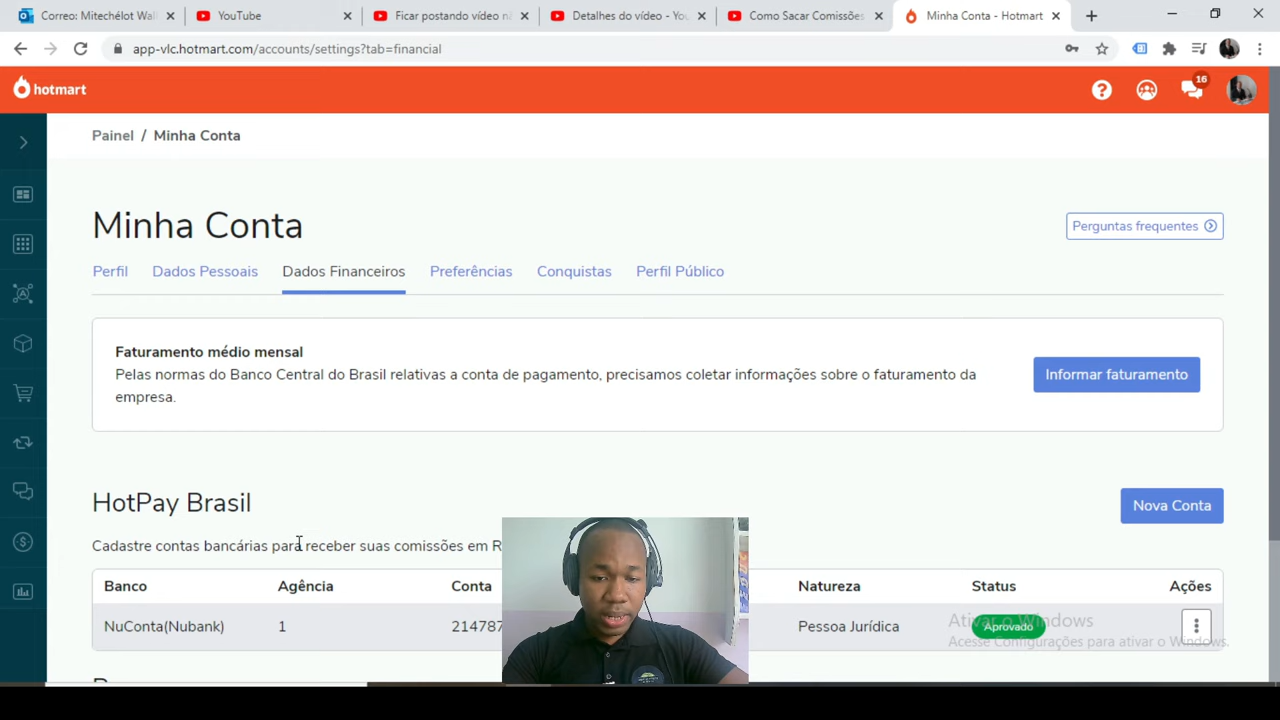 Correo: Mitechélot Wal
YouTube
Ficar postando vídeo n
Detalhes do vídeo - You
Como Sacar Comissões
Minha Conta - Hotmart
app-vlc.hotmart.com/accounts/settings?tab=financial
hotmart
16
Painel / Minha Conta
Minha Conta
Perguntas frequentes
Perfil Dados Pessoais Dados Financeiros Preferências Conquistas Perfil Público
Faturamento médio mensal
Pelas normas do Banco Central do Brasil relativas a conta de pagamento, precisamos coletar informações sobre o faturamento da
empresa.
Informar faturamento
HotPay Brasil
Nova Conta
Cadastre contas bancárias para receber suas comissões em R
Banco Agência Conta Natureza Status Ações
NuConta(Nubank) 1 214787 Pessoa Jurídica Aprovado
Ativar o Windows
Acesse Configurações para ativar o Windows.